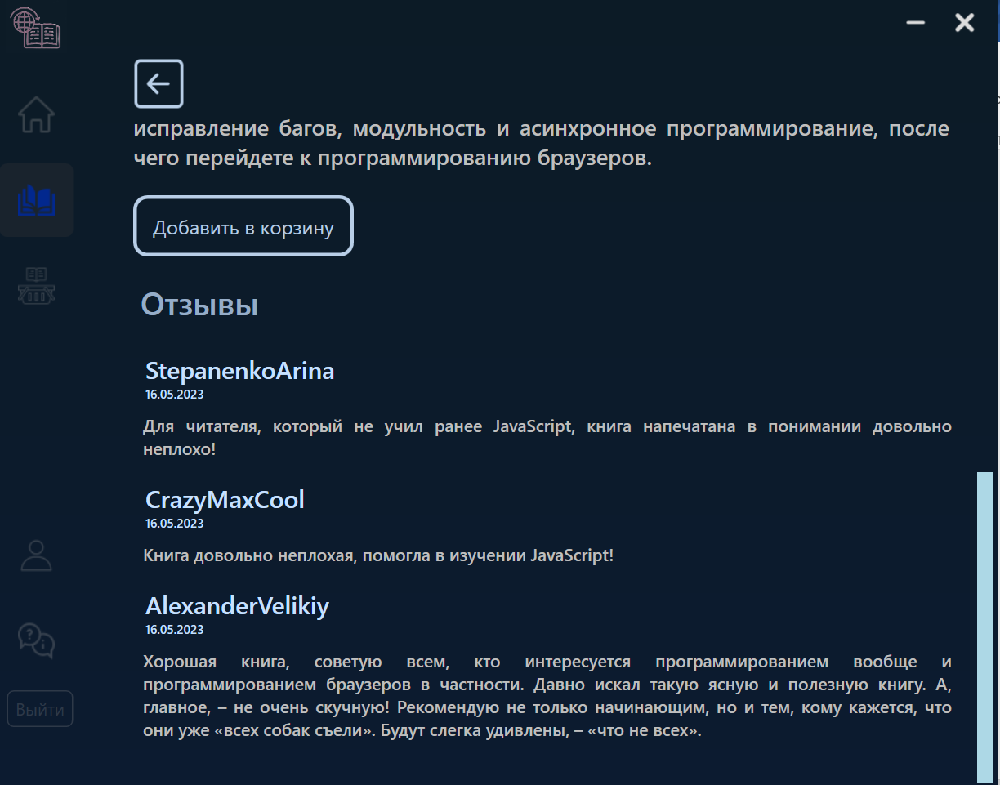 исправление багов, модульность и асинхронное программирование, после
чего перейдете к программированию браузеров.
Добавить в корзину
Отзывы
StepanenkoArina
16.05.2023
Для читателя, который не учил ранее JavaScript, книга напечатана в понимании довольно
неплохо!
CrazyMaxCool
16.05.2023
Книга довольно неплохая, помогла в изучении JavaScript!
AlexanderVelikiy
16.05.2023
Хорошая книга, советую всем, кто интересуется программированием вообще и
программированием браузеров в частности. Давно искал такую ясную и полезную книгу. А,
главное, – не очень скучную! Рекомендую не только начинающим, но и тем, кому кажется, что
они уже «всех собак съели». Будут слегка удивлены, – «что не всех».
Выйти